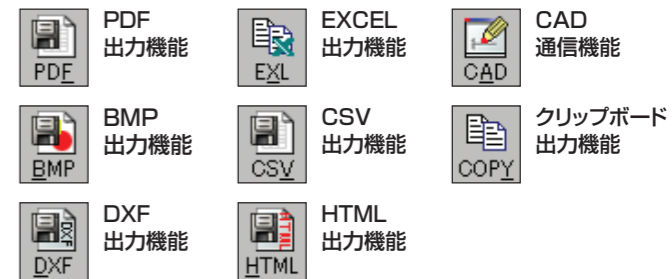 PDF
PDF
出力機能
EXL
EXCEL
出力機能
CAD
CAD
通信機能
BMP
BMP
出力機能
CSV
CSV
出力機能
COPY
クリップボード
出力機能
DXF
DXF
DXF
出力機能
HTML
HTML
HTML
出力機能